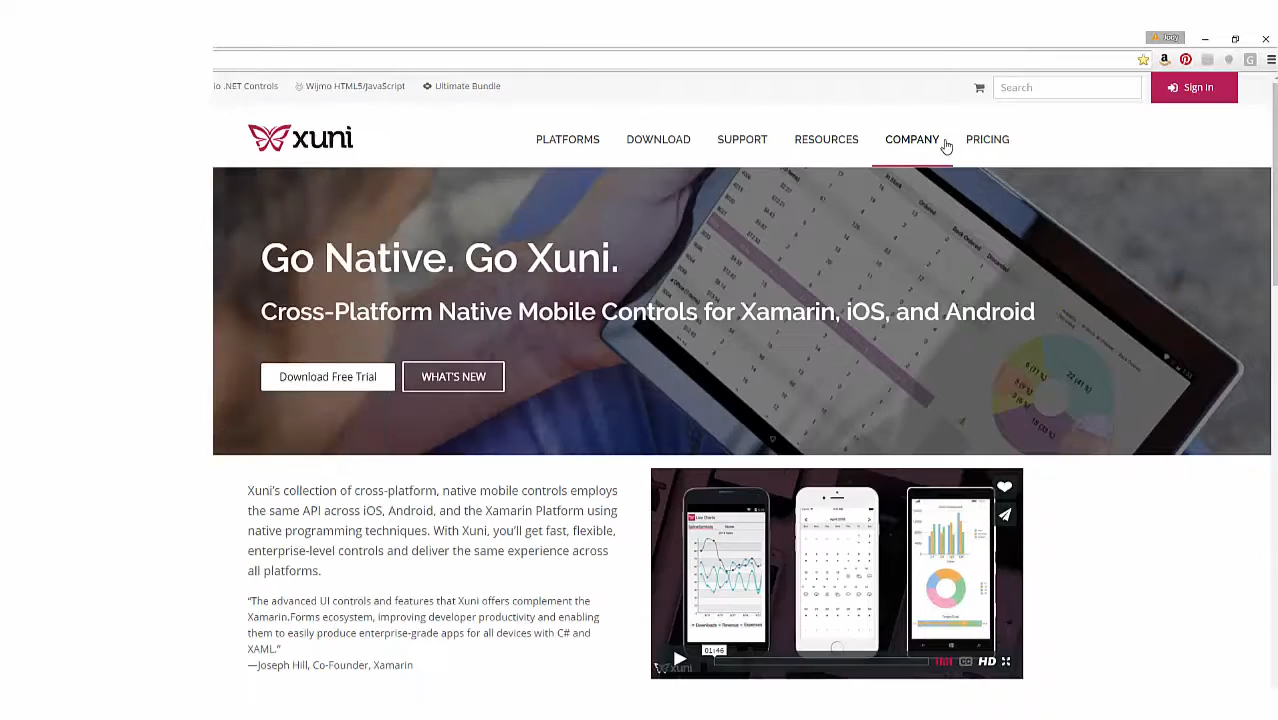 Jody
io .NET Controls
Wijmo HTML5/JavaScript
Ultimate Bundle
Search
Sign In
xuni
PLATFORMS
DOWNLOAD
SUPPORT
RESOURCES
COMPANY
PRICING
Go Native. Go Xuni.
Cross-Platform Native Mobile Controls for Xamarin, iOS, and Android
Download Free Trial
WHAT'S NEW
Xuni's collection of cross-platform, native mobile controls employs
the same API across iOS, Android, and the Xamarin Platform using
native programming techniques. With Xuni, you'll get fast, flexible,
enterprise-level controls and deliver the same experience across
all platforms.
"The advanced UI controls and features that Xuni offers complement the
Xamarin.Forms ecosystem, improving developer productivity and enabling
them to easily produce enterprise-grade apps for all devices with C# and
XAML."
—Joseph Hill, Co-Founder, Xamarin
01:46
CC
HD
xuni